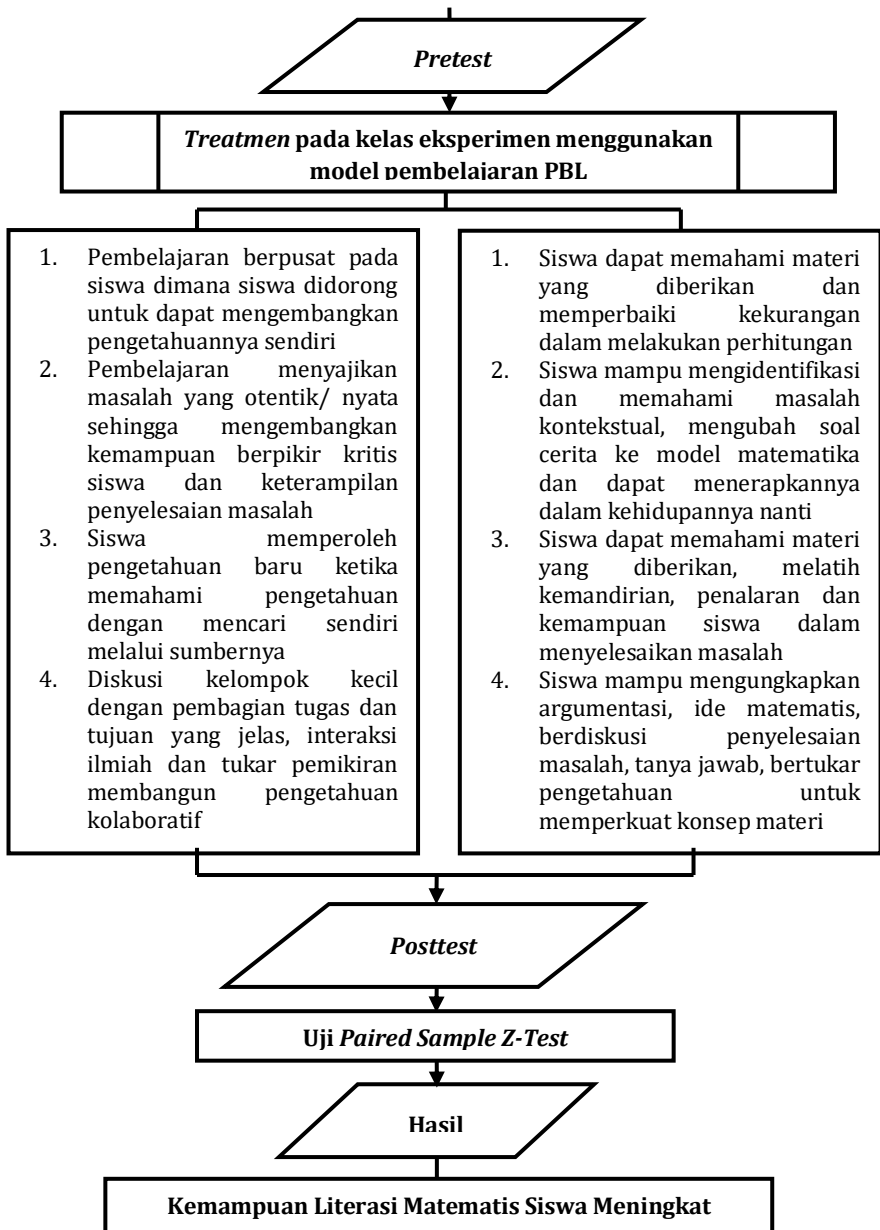 Pretest
Treatmen pada kelas eksperimen menggunakan
model pembelajaran PBL
1. Pembelajaran berpusat pada
siswa dimana siswa didorong
untuk dapat mengembangkan
pengetahuannya sendiri
2. Pembelajaran menyajikan
masalah yang otentik/ nyata
sehingga mengembangkan
kemampuan berpikir kritis
siswa dan keterampilan
penyelesaian masalah
3. Siswa memperoleh
pengetahuan baru ketika
memahami pengetahuan
dengan mencari sendiri
melalui sumbernya
4. Diskusi kelompok kecil
dengan pembagian tugas dan
tujuan yang jelas, interaksi
ilmiah dan tukar pemikiran
membangun pengetahuan
kolaboratif
1. Siswa dapat memahami materi
yang diberikan dan
memperbaiki kekurangan
dalam melakukan perhitungan
2. Siswa mampu mengidentifikasi
dan memahami masalah
kontekstual, mengubah soal
cerita ke model matematika
dan dapat menerapkannya
dalam kehidupannya nanti
3. Siswa dapat memahami materi
yang diberikan, melatih
kemandirian, penalaran dan
kemampuan siswa dalam
menyelesaikan masalah
4. Siswa mampu mengungkapkan
argumentasi, ide matematis,
berdiskusi penyelesaian
masalah, tanya jawab, bertukar
pengetahuan untuk
memperkuat konsep materi
Posttest
Uji Paired Sample Z-Test
Hasil
Kemampuan Literasi Matematis Siswa Meningkat